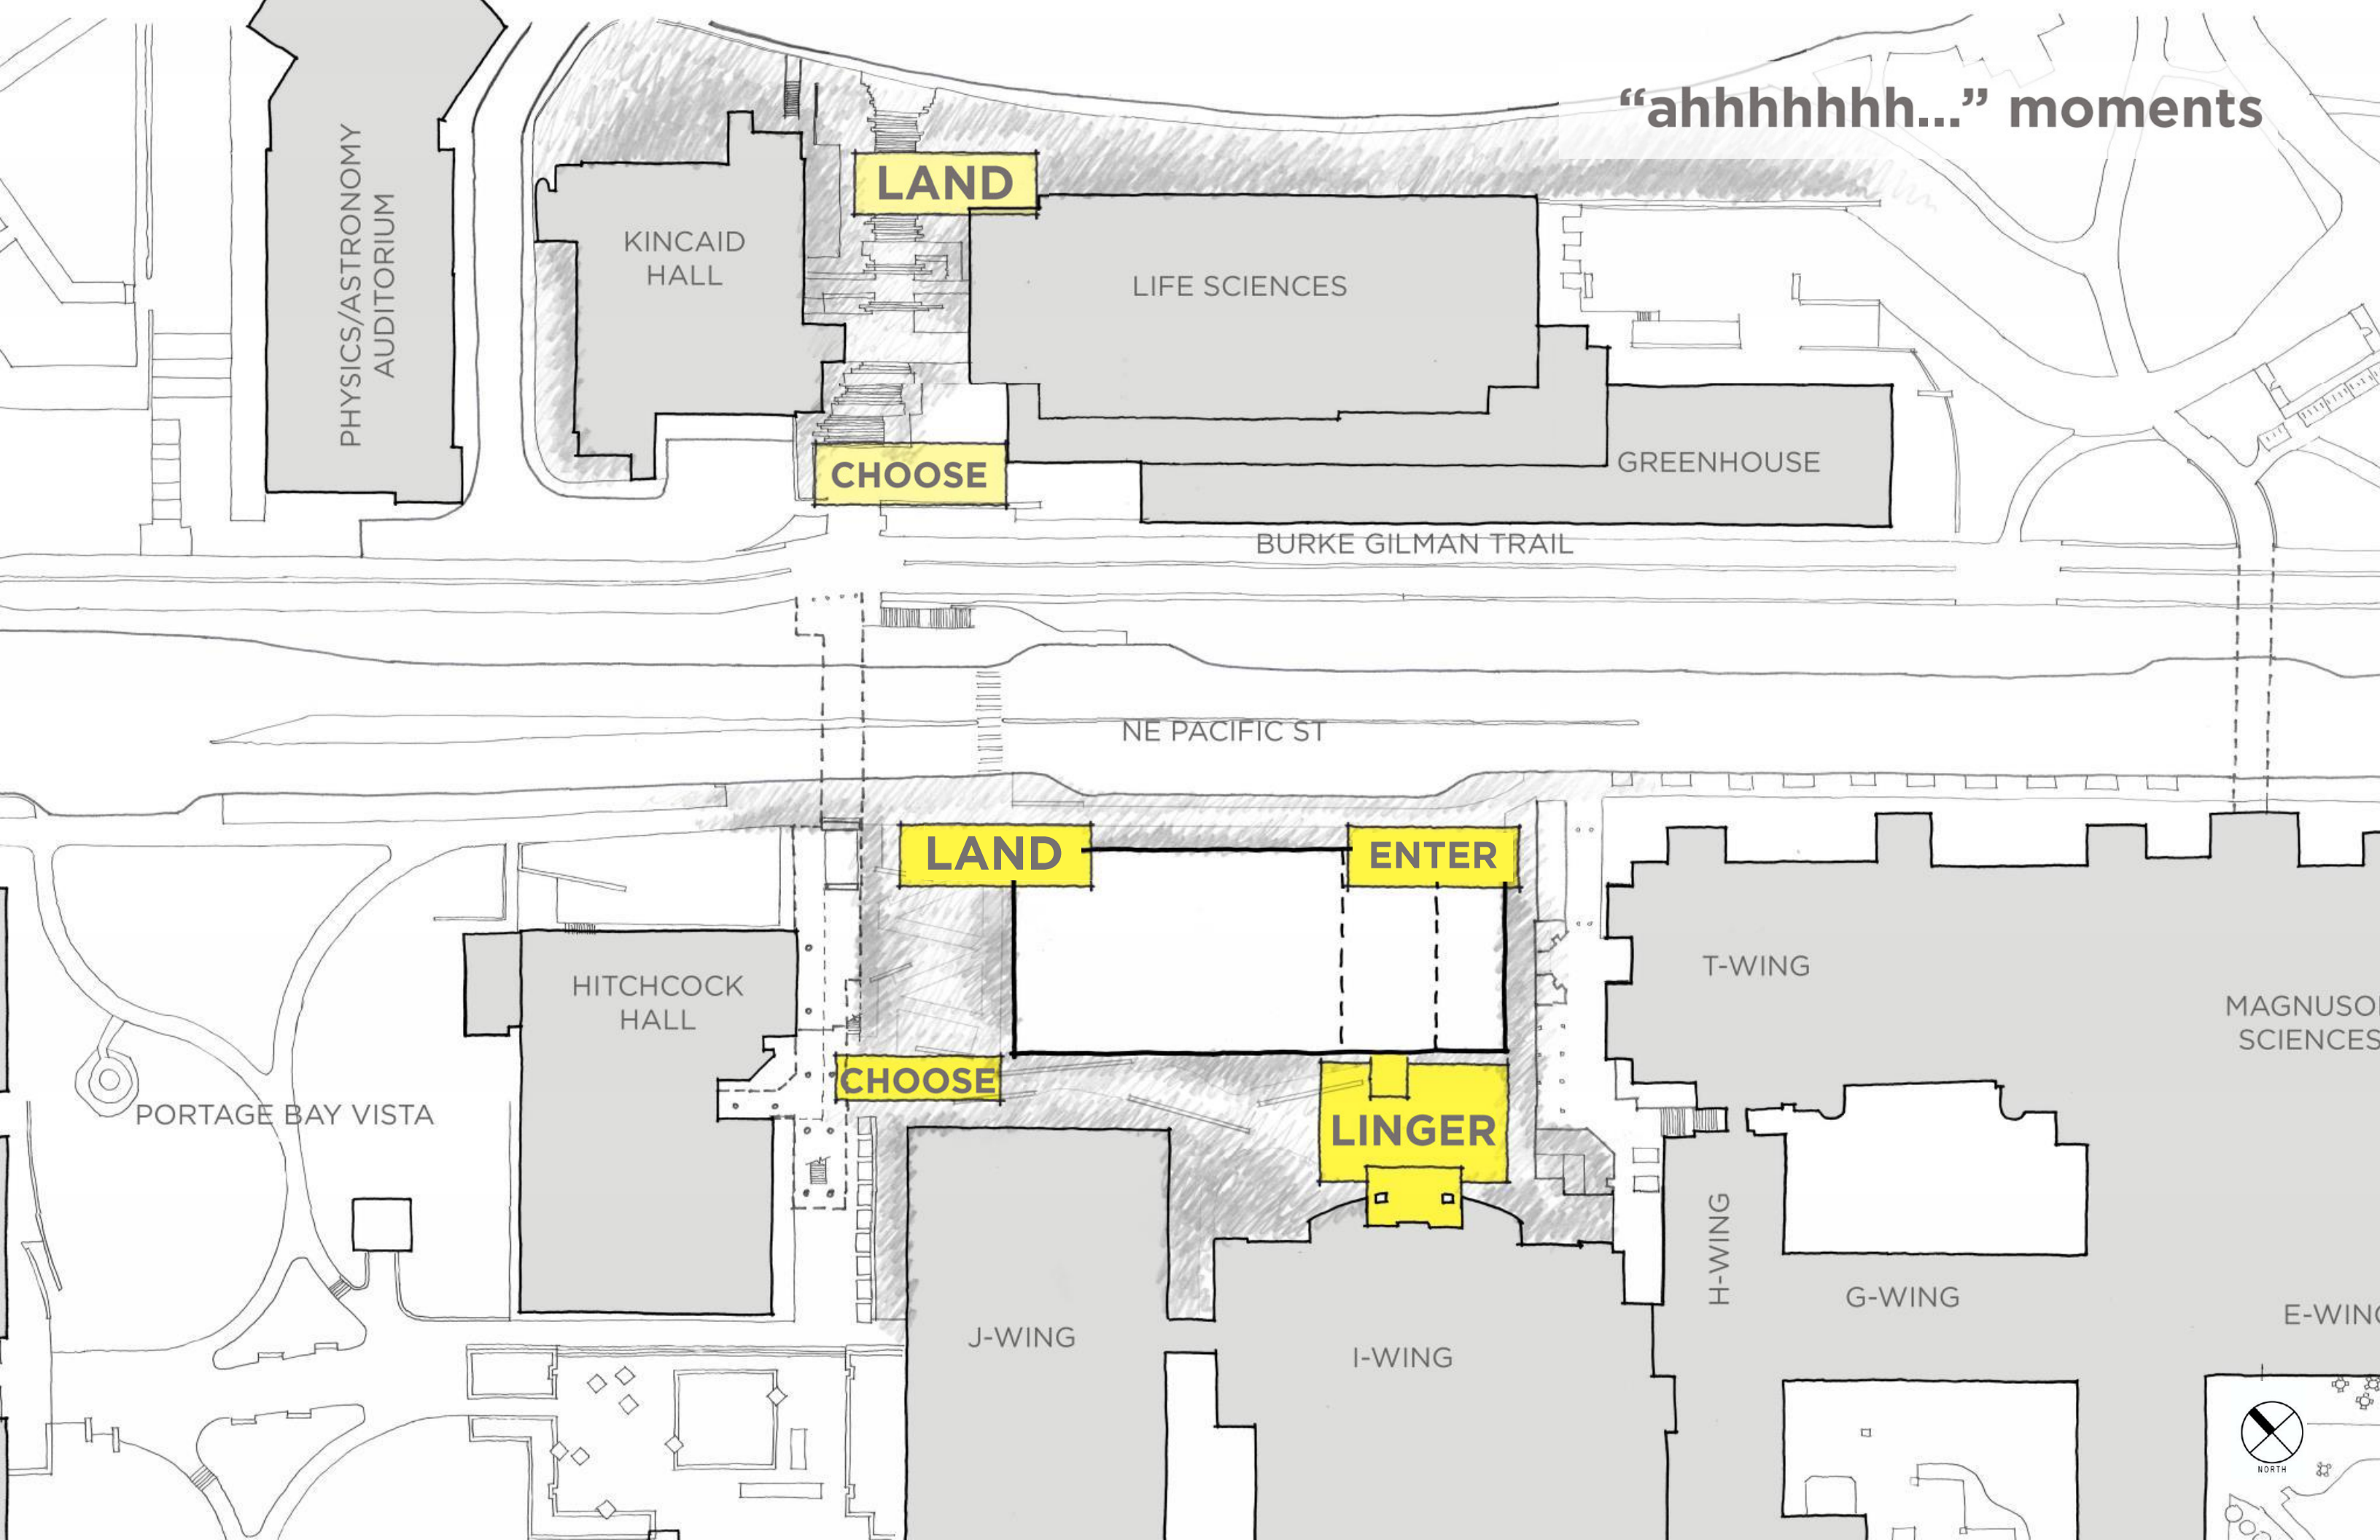 “ahhhhhhh...” moments
PHYSICS/ASTRONOMY
AUDITORIUM
KINCAID
HALL
LAND
LIFE SCIENCES
CHOOSE
GREENHOUSE
BURKE GILMAN TRAIL
NE PACIFIC ST
LAND
ENTER
HITCHCOCK
HALL
T-WING
MAGNUSO
SCIENCES
CHOOSE
LINGER
PORTAGE BAY VISTA
H-WING
G-WING
E-WING
J-WING
I-WING
NORTH